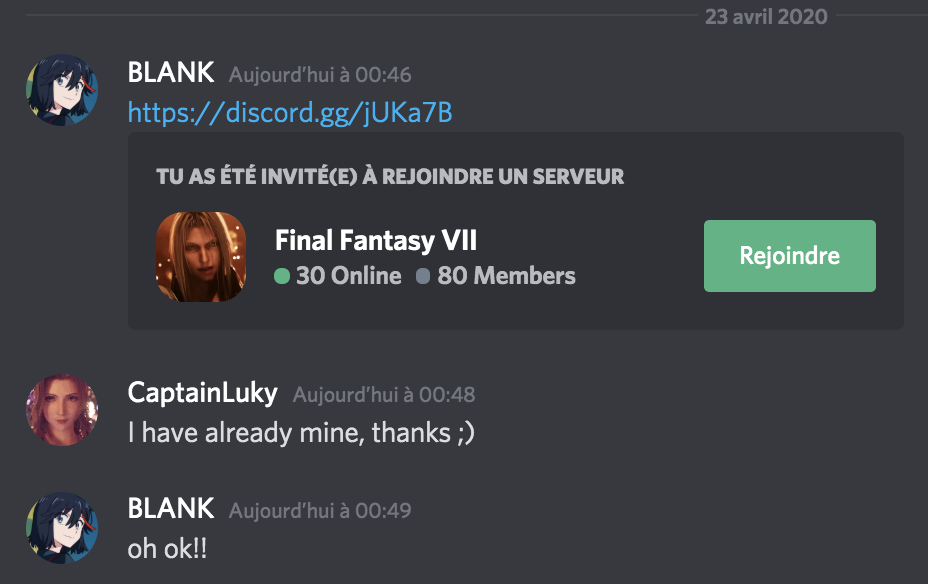 23 avril 2020
BLANK Aujourd'hui à 00:46
https://discord.gg/jUKa7B
TU AS ÉTÉ INVITÉ(E) À REJOINDRE UN SERVEUR
Final Fantasy VII
30 Online 80 Members
Rejoindre
CaptainLuky Aujourd'hui à 00:48
I have already mine, thanks ;)
BLANK Aujourd'hui à 00:49
oh ok!!